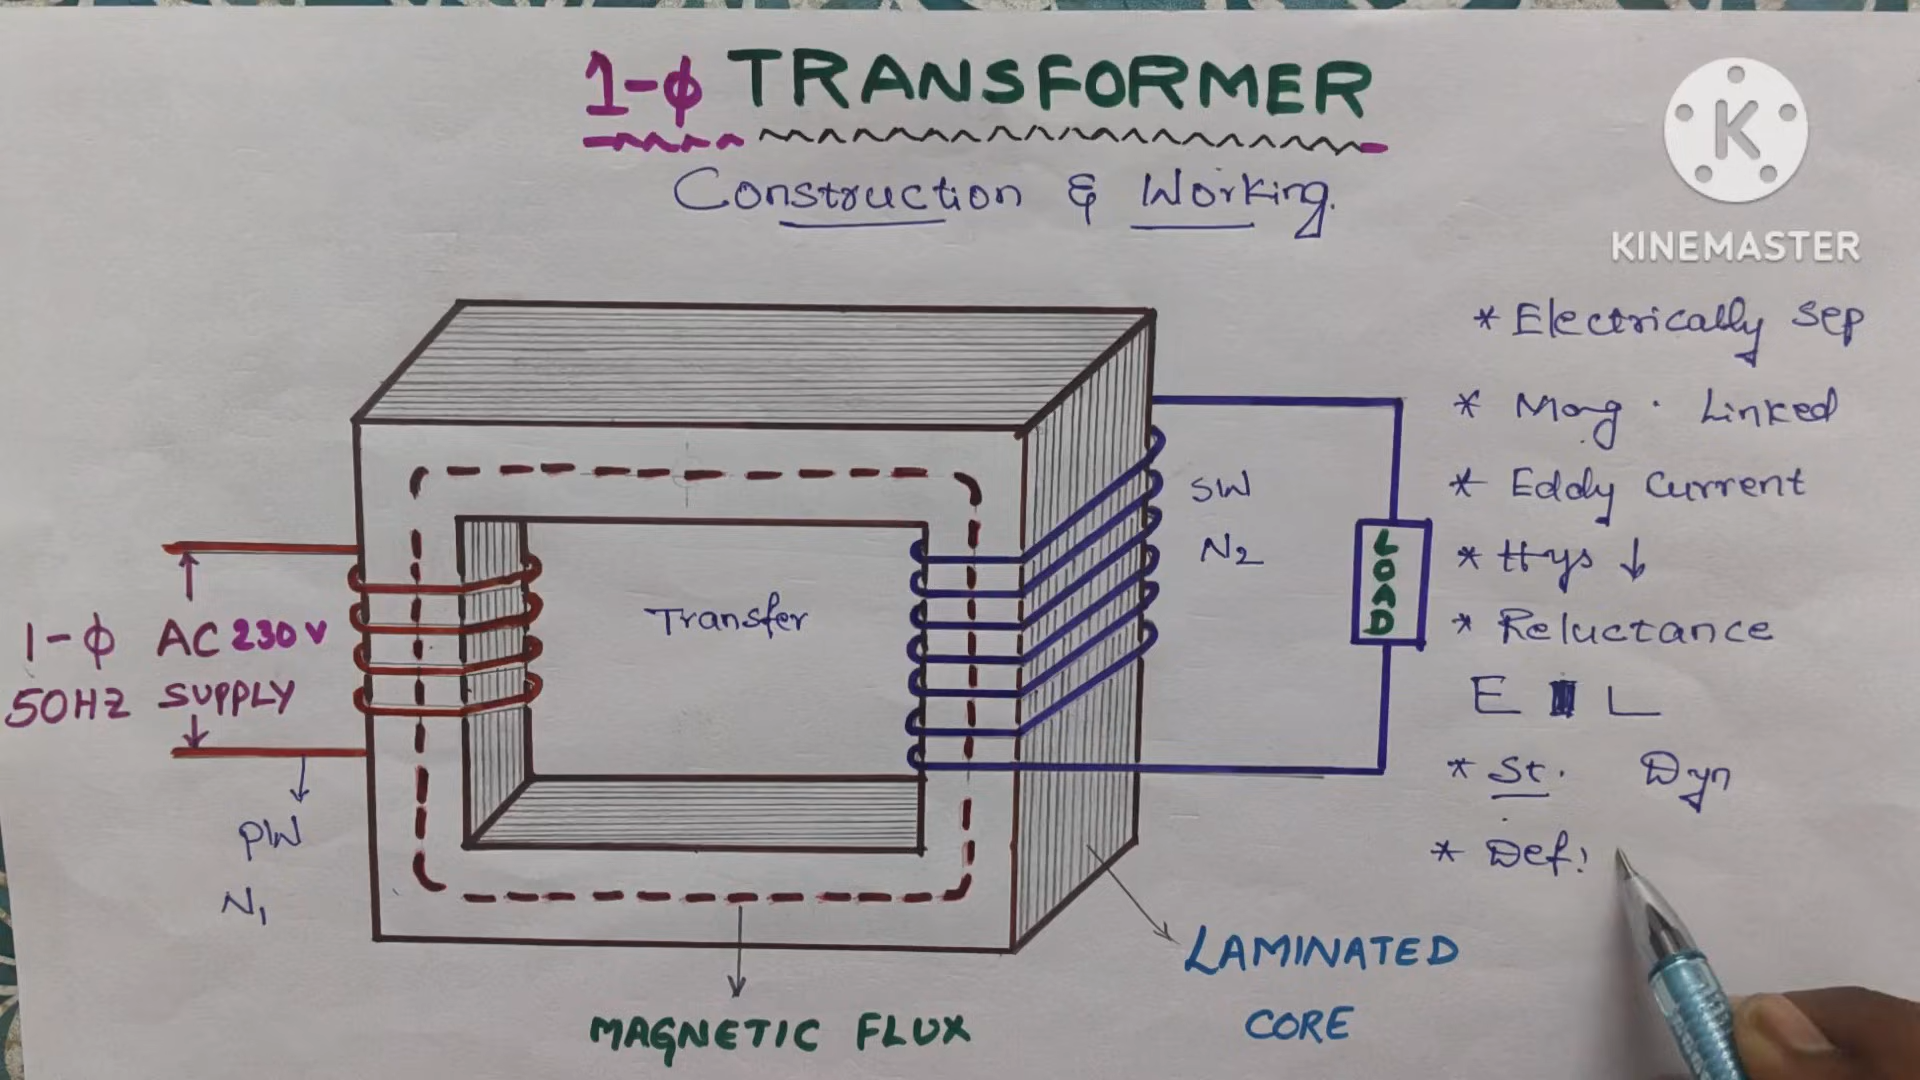 1-ϕ TRANSFORMER
Construction & Working.
KINEMASTER
* Electrically Sep
* Mag. Linked
* Eddy Current
* Hys ↓
* Reluctance
E I L
* St. Dyn
* Def:
SW
N2
LOAD
Transfer
1-ϕ AC 230V
50HZ SUPPLY
PW
N1
MAGNETIC FLUX
LAMINATED
CORE